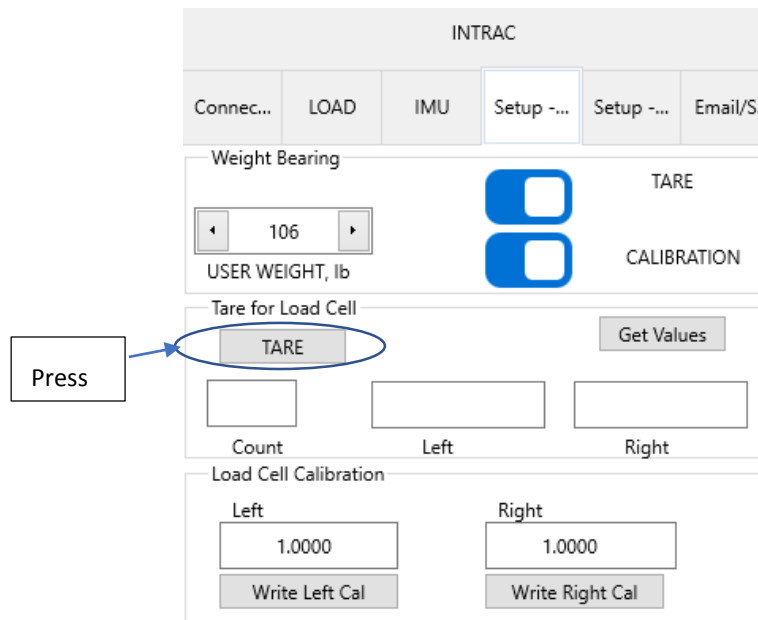 INTRAC
Connec... LOAD IMU Setup -... Setup -... Email/S
Weight Bearing
TARE
106
USER WEIGHT, lb
CALIBRATION
Tare for Load Cell
TARE
Get Values
Press
Count Left Right
Load Cell Calibration
Left Right
1.0000 1.0000
Write Left Cal Write Right Cal